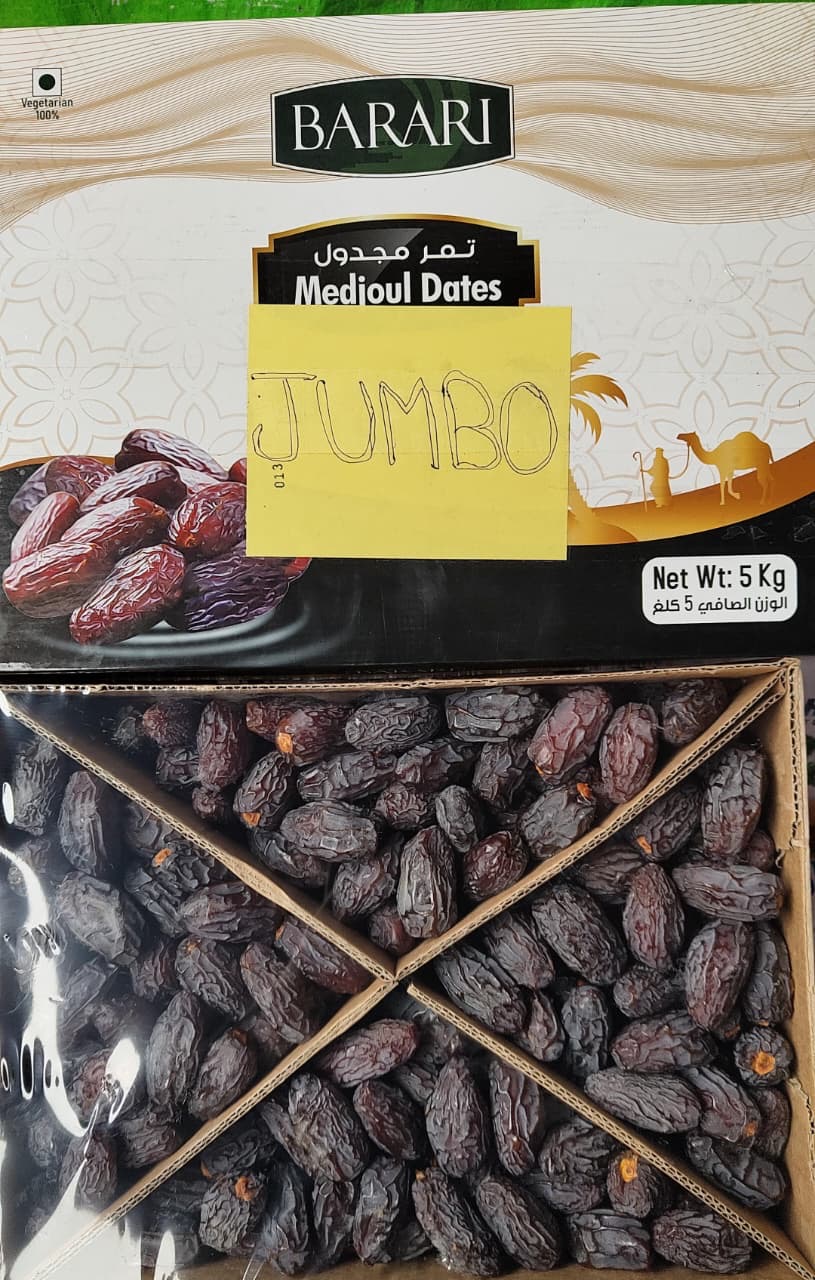 Vegetarian
100%
BARARI
تمر مجدول
Medjoul Dates
JUMBO
013
Net Wt: 5 Kg
الوزن الصافي 5 كلغ